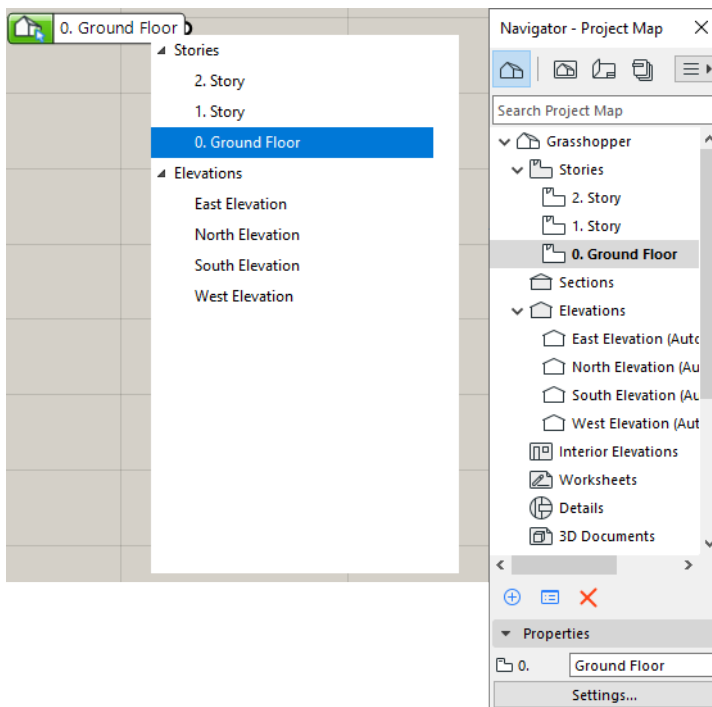 0. Ground Floor
Stories
2. Story
1. Story
0. Ground Floor
Elevations
East Elevation
North Elevation
South Elevation
West Elevation
Navigator - Project Map
Search Project Map
Grasshopper
Stories
2. Story
1. Story
0. Ground Floor
Sections
Elevations
East Elevation (Auto
North Elevation (Au
South Elevation (Au
West Elevation (Aut
Interior Elevations
Worksheets
Details
3D Documents
Properties
0. Ground Floor
Settings...